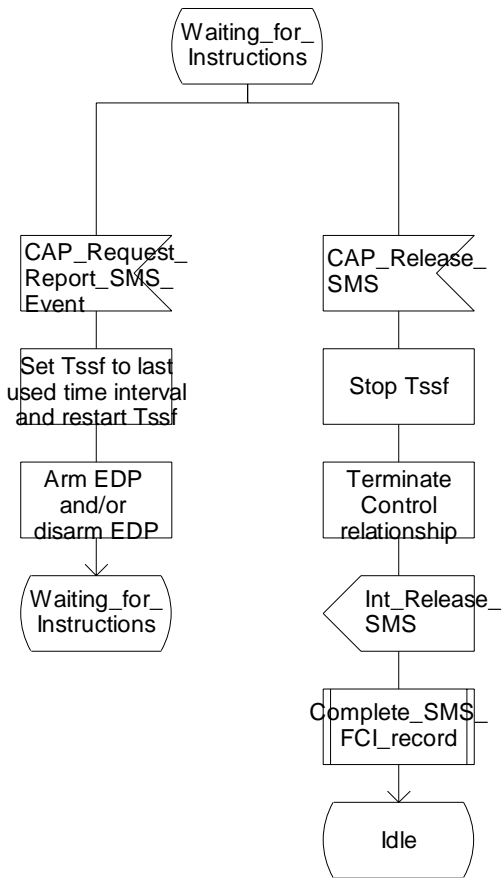 Waiting_for_
Instructions
CAP_Request_
Report_SMS_
Event
Set Tssf to last
used time interval
and restart Tssf
Arm EDP
and/or
disarm EDP
Waiting_for_
Instructions
CAP_Release_
SMS
Stop Tssf
Terminate
Control
relationship
Int_Release_
SMS
Complete_SMS_
FCI_record
Idle